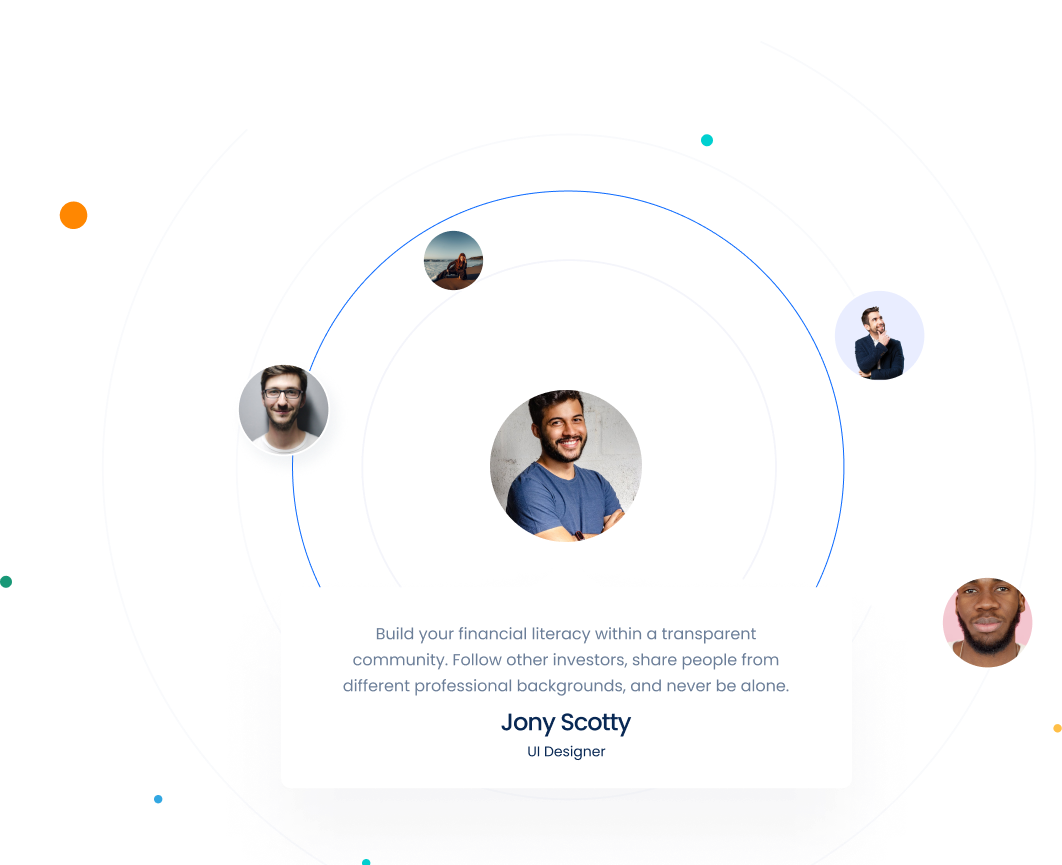 Build your financial literacy within a transparent
community. Follow other investors, share people from
different professional backgrounds, and never be alone.
Jony Scotty
UI Designer